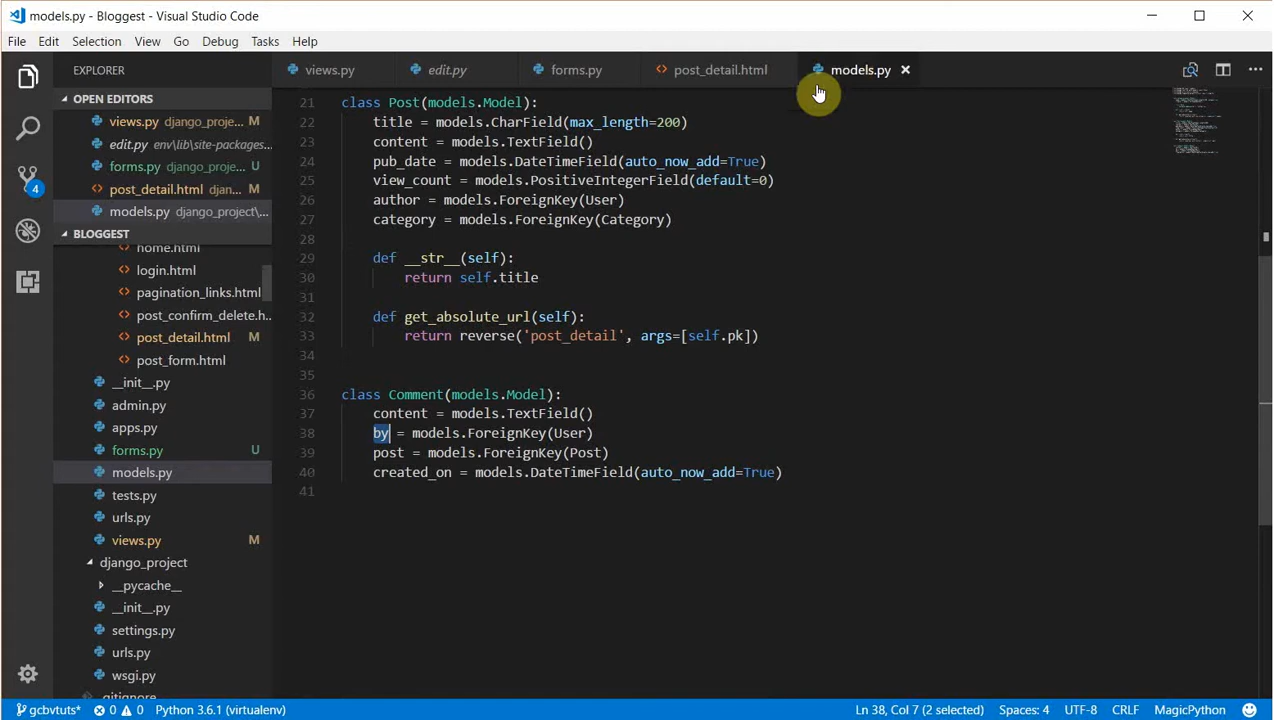 models.py - Bloggest - Visual Studio Code
File Edit Selection View Go Debug Tasks Help
EXPLORER
OPEN EDITORS
views.py django_proje... M
edit.py env\lib\site-packages...
forms.py django_projec... U
post_detail.html djan... M
models.py django_project\...
BLOGGEST
home.html
login.html
pagination_links.html
post_confirm_delete.h...
post_detail.html M
post_form.html
__init__.py
admin.py
apps.py
forms.py U
models.py
tests.py
urls.py
views.py M
django_project
__pycache__
__init__.py
settings.py
urls.py
wsgi.py
.gitignore
4
views.py edit.py forms.py post_detail.html models.py
21 class Post(models.Model):
22 title = models.CharField(max_length=200)
23 content = models.TextField()
24 pub_date = models.DateTimeField(auto_now_add=True)
25 view_count = models.PositiveIntegerField(default=0)
26 author = models.ForeignKey(User)
27 category = models.ForeignKey(Category)
28
29 def __str__(self):
30 return self.title
31
32 def get_absolute_url(self):
33 return reverse('post_detail', args=[self.pk])
34
35
36 class Comment(models.Model):
37 content = models.TextField()
38 by = models.ForeignKey(User)
39 post = models.ForeignKey(Post)
40 created_on = models.DateTimeField(auto_now_add=True)
41
gcbvtuts* 0 0 Python 3.6.1 (virtualenv) Ln 38, Col 7 (2 selected) Spaces: 4 UTF-8 CRLF MagicPython